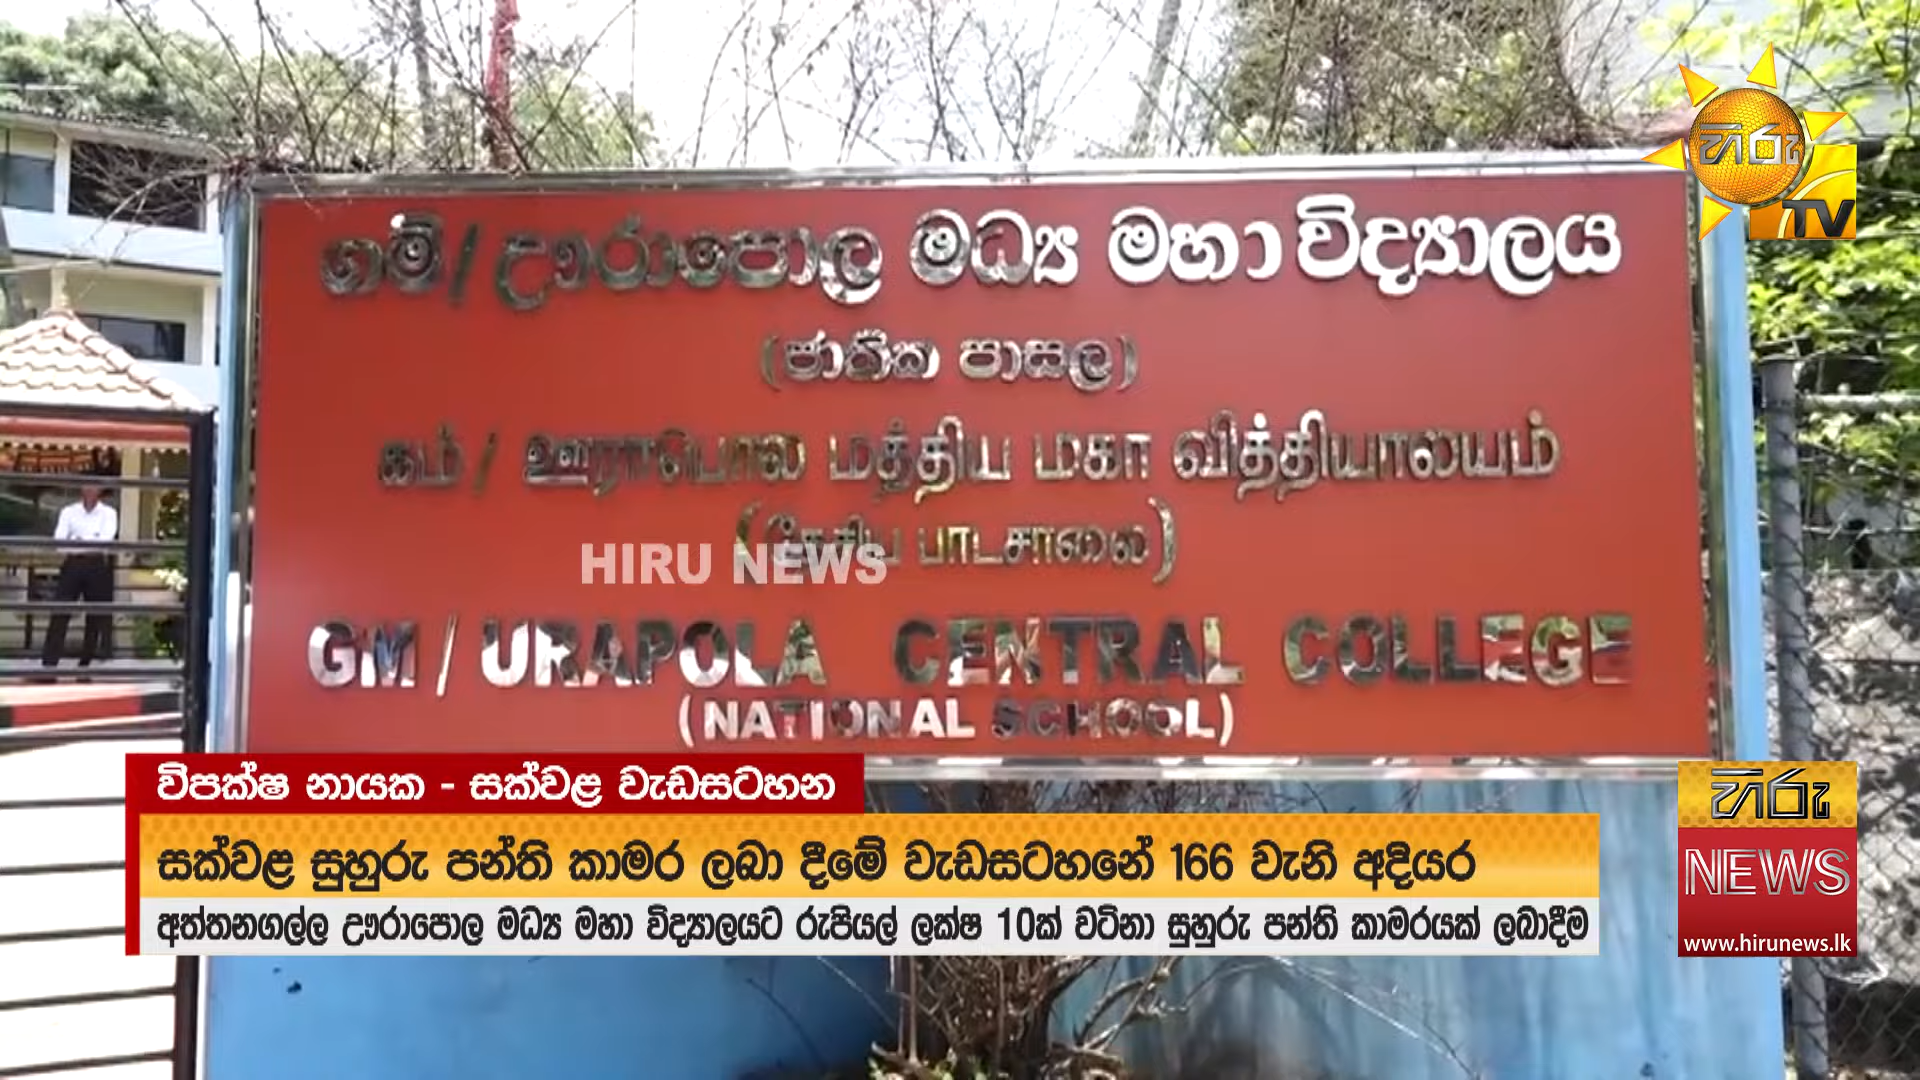 ගම්/ ඌරාපොල මධ්‍ය මහා විද්‍යාලය
(ජාතික පාසල)
கம்/ ஊராபொல மத்திய மகா வித்தியாலயம்
(தேசிய பாடசாலை)
HIRU NEWS
GM/ URAPOLA CENTRAL COLLEGE
(NATIONAL SCHOOL)
හිරු
TV
විපක්ෂ නායක - සක්වළ වැඩසටහන
සක්වළ සුහුරු පන්ති කාමර ලබා දීමේ වැඩසටහනේ 166 වැනි අදියර
අත්තනගල්ල ඌරාපොල මධ්‍ය මහා විද්‍යාලයට රුපියල් ලක්ෂ 10ක් වටිනා සුහුරු පන්ති කාමරයක් ලබාදීම
හිරු
NEWS
www.hirunews.lk